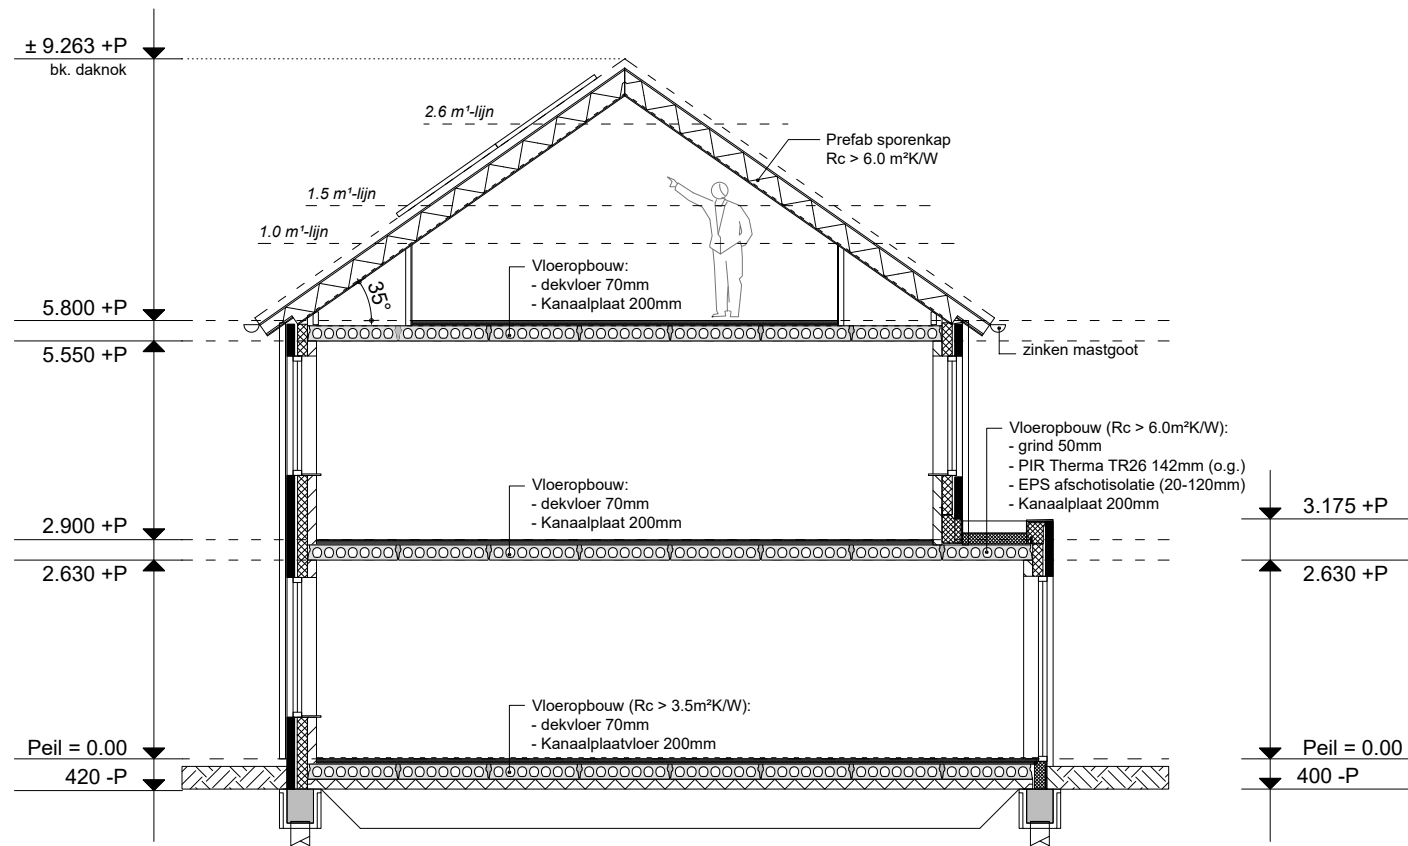 ± 9.263 +P
bk. daknok
2.6 m¹-lijn
Prefab sporenkap
Rc > 6.0 m²K/W
1.5 m¹-lijn
1.0 m¹-lijn
Vloeropbouw:
- dekvloer 70mm
- Kanaalplaat 200mm
35°
5.800 +P
5.550 +P
zinken mastgoot
Vloeropbouw (Rc > 6.0m²K/W):
- grind 50mm
- PIR Therma TR26 142mm (o.g.)
- EPS afschotisolatie (20-120mm)
- Kanaalplaat 200mm
Vloeropbouw:
- dekvloer 70mm
- Kanaalplaat 200mm
2.900 +P
2.630 +P
3.175 +P
2.630 +P
Vloeropbouw (Rc > 3.5m²K/W):
- dekvloer 70mm
- Kanaalplaatvloer 200mm
Peil = 0.00
420 -P
Peil = 0.00
400 -P